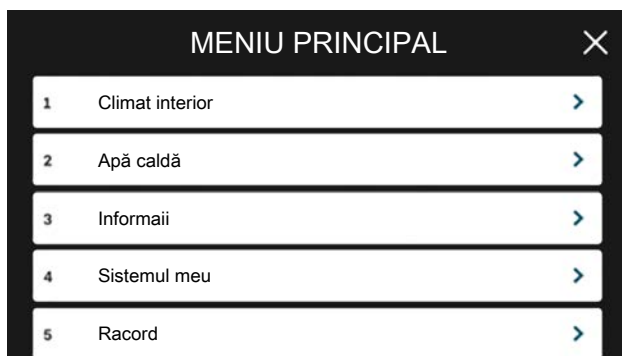 MENIU PRINCIPAL
1 Climat interior
2 Apă caldă
3 Informaii
4 Sistemul meu
5 Racord